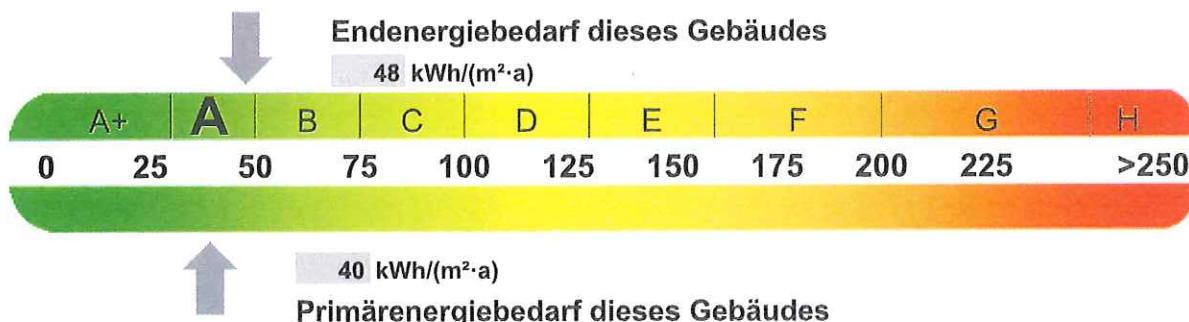 Endenergiebedarf dieses Gebäudes
48 kWh/(m²·a)
A+ A B C D E F G H
0 25 50 75 100 125 150 175 200 225 >250
40 kWh/(m²·a)
Primärenergiebedarf dieses Gebäudes